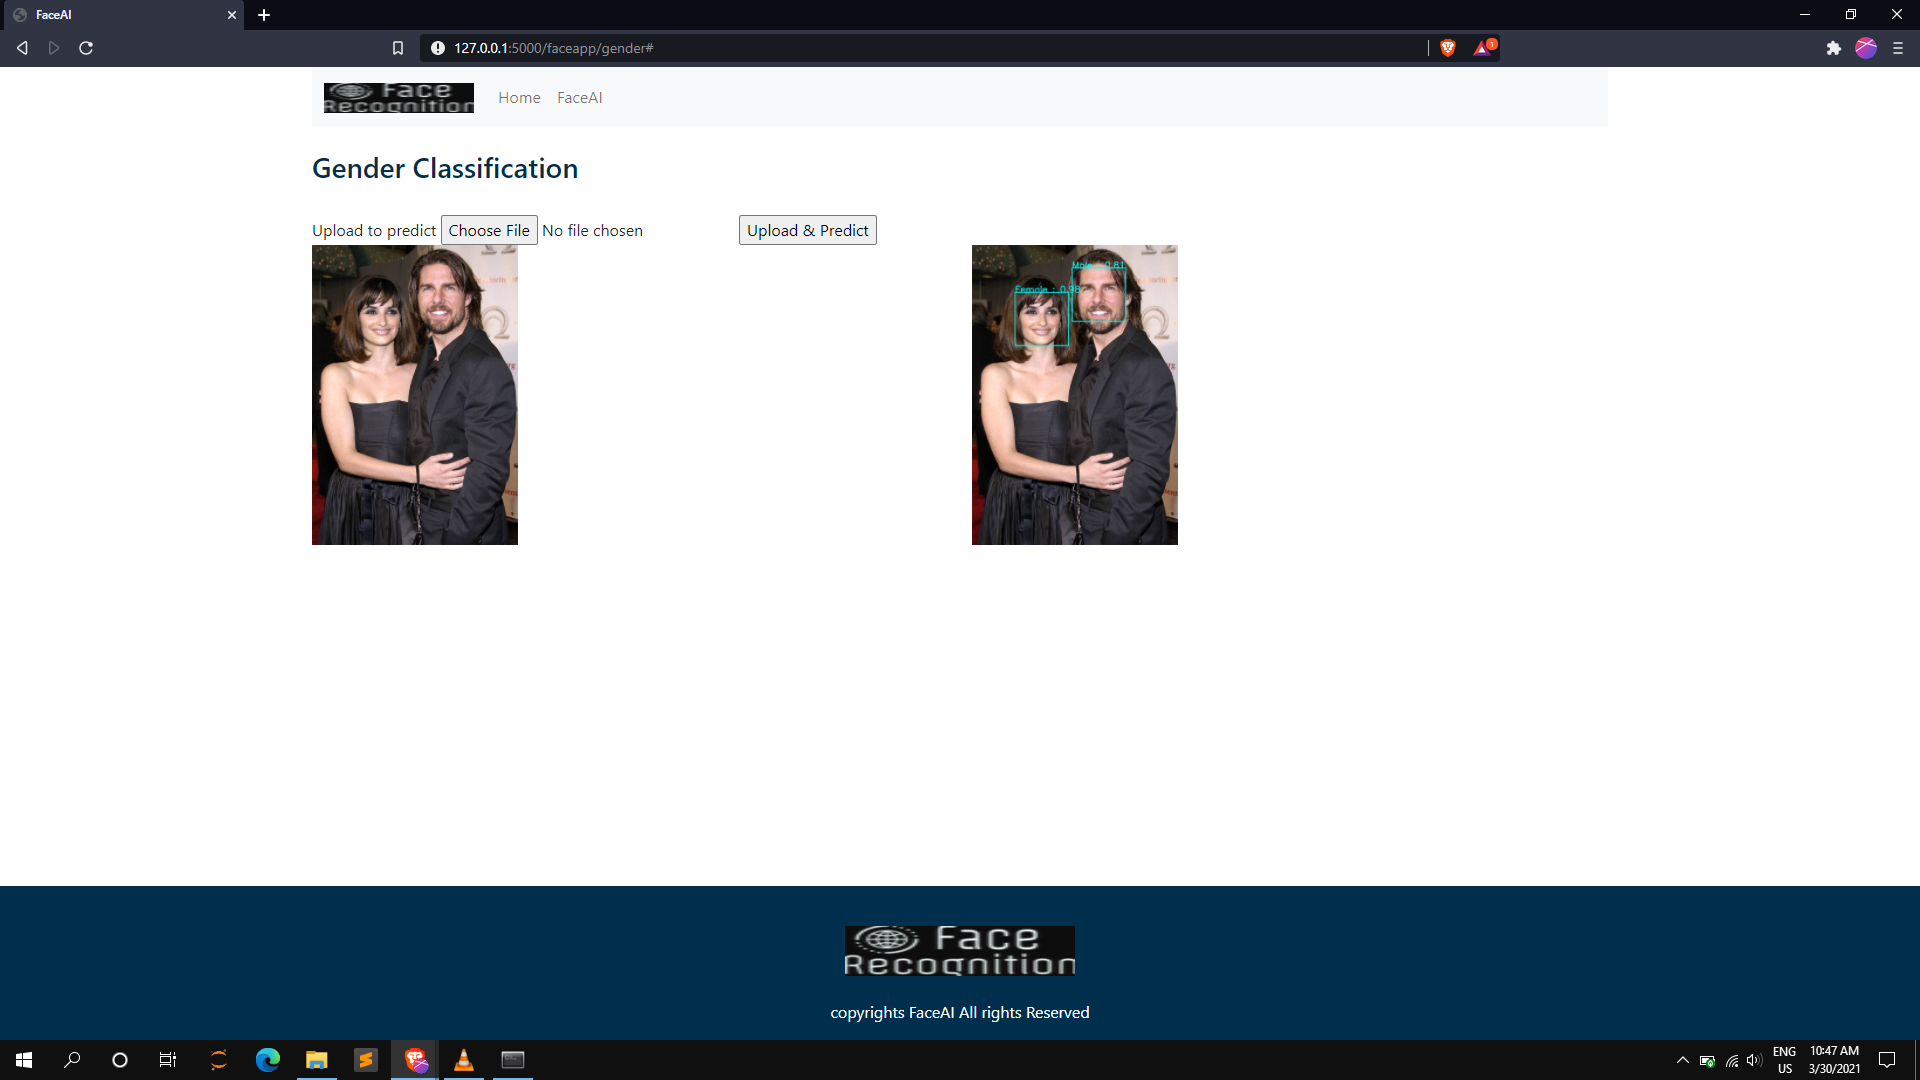 FaceAI
127.0.0.1:5000/faceapp/gender#
1
Face
Recognition
Home FaceAI
Gender Classification
Upload to predict Choose File No file chosen Upload & Predict
Male : 0.81
Female : 0.98
Face
Recognition
copyrights FaceAI All rights Reserved
ENG 10:47 AM
US 3/30/2021